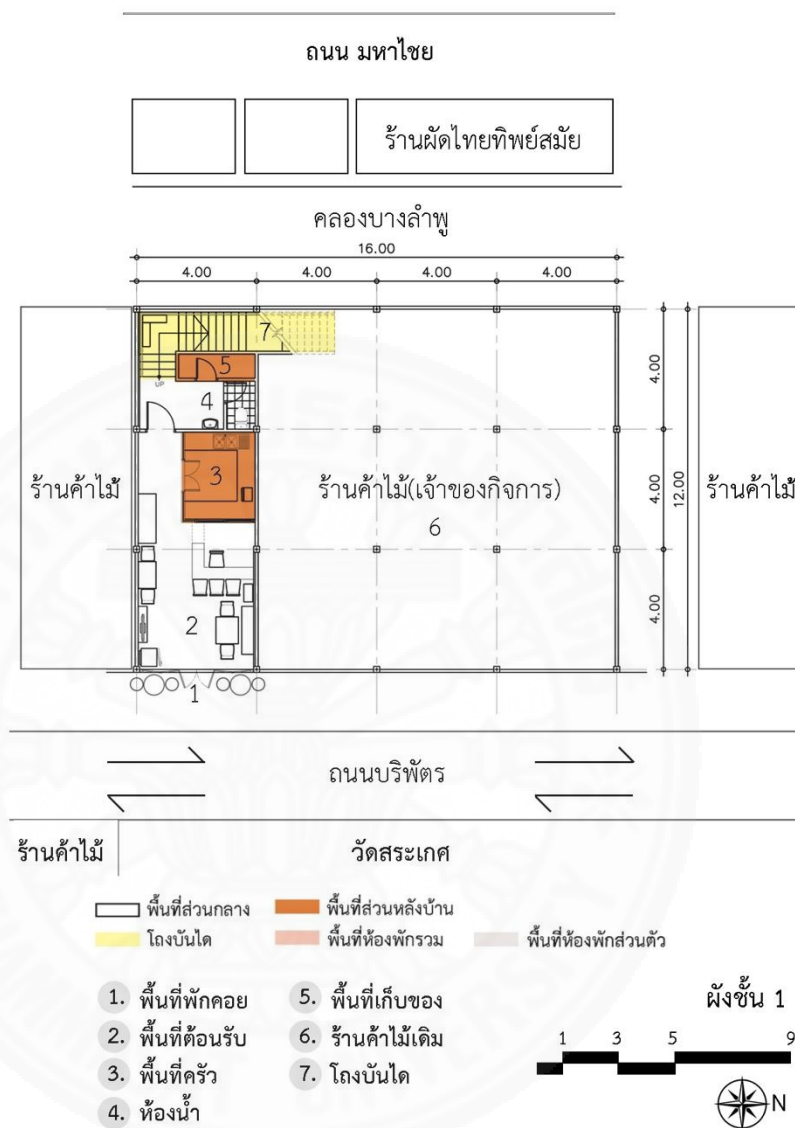 ถนน มหาไชย
ร้านผัดไทยทิพย์สมัย
คลองบางลำพู
16.00
4.00 4.00 4.00 4.00
7
5
UP
4
4.00
ร้านค้าไม้ 3 ร้านค้าไม้(เจ้าของกิจการ) 4.00 12.00 ร้านค้าไม้
6
2
4.00
1
ถนนบริพัตร
ร้านค้าไม้ วัดสระเกศ
พื้นที่ส่วนกลาง พื้นที่ส่วนหลังบ้าน
โถงบันได พื้นที่ห้องพักรวม พื้นที่ห้องพักส่วนตัว
1. พื้นที่พักคอย 5. พื้นที่เก็บของ ผังชั้น 1
2. พื้นที่ต้อนรับ 6. ร้านค้าไม้เดิม 1 3 5 9
3. พื้นที่ครัว 7. โถงบันได
4. ห้องน้ำ N